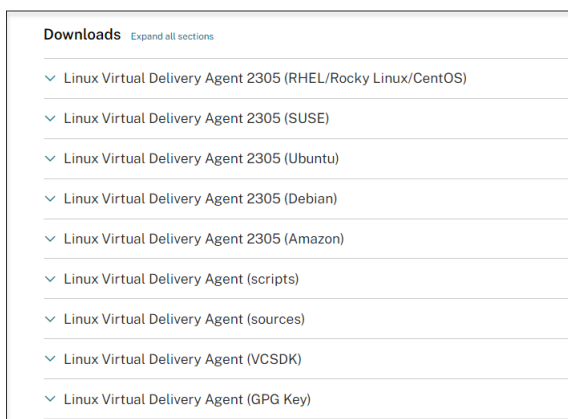 Downloads Expand all sections
Linux Virtual Delivery Agent 2305 (RHEL/Rocky Linux/CentOS)
Linux Virtual Delivery Agent 2305 (SUSE)
Linux Virtual Delivery Agent 2305 (Ubuntu)
Linux Virtual Delivery Agent 2305 (Debian)
Linux Virtual Delivery Agent 2305 (Amazon)
Linux Virtual Delivery Agent (scripts)
Linux Virtual Delivery Agent (sources)
Linux Virtual Delivery Agent (VCSDK)
Linux Virtual Delivery Agent (GPG Key)